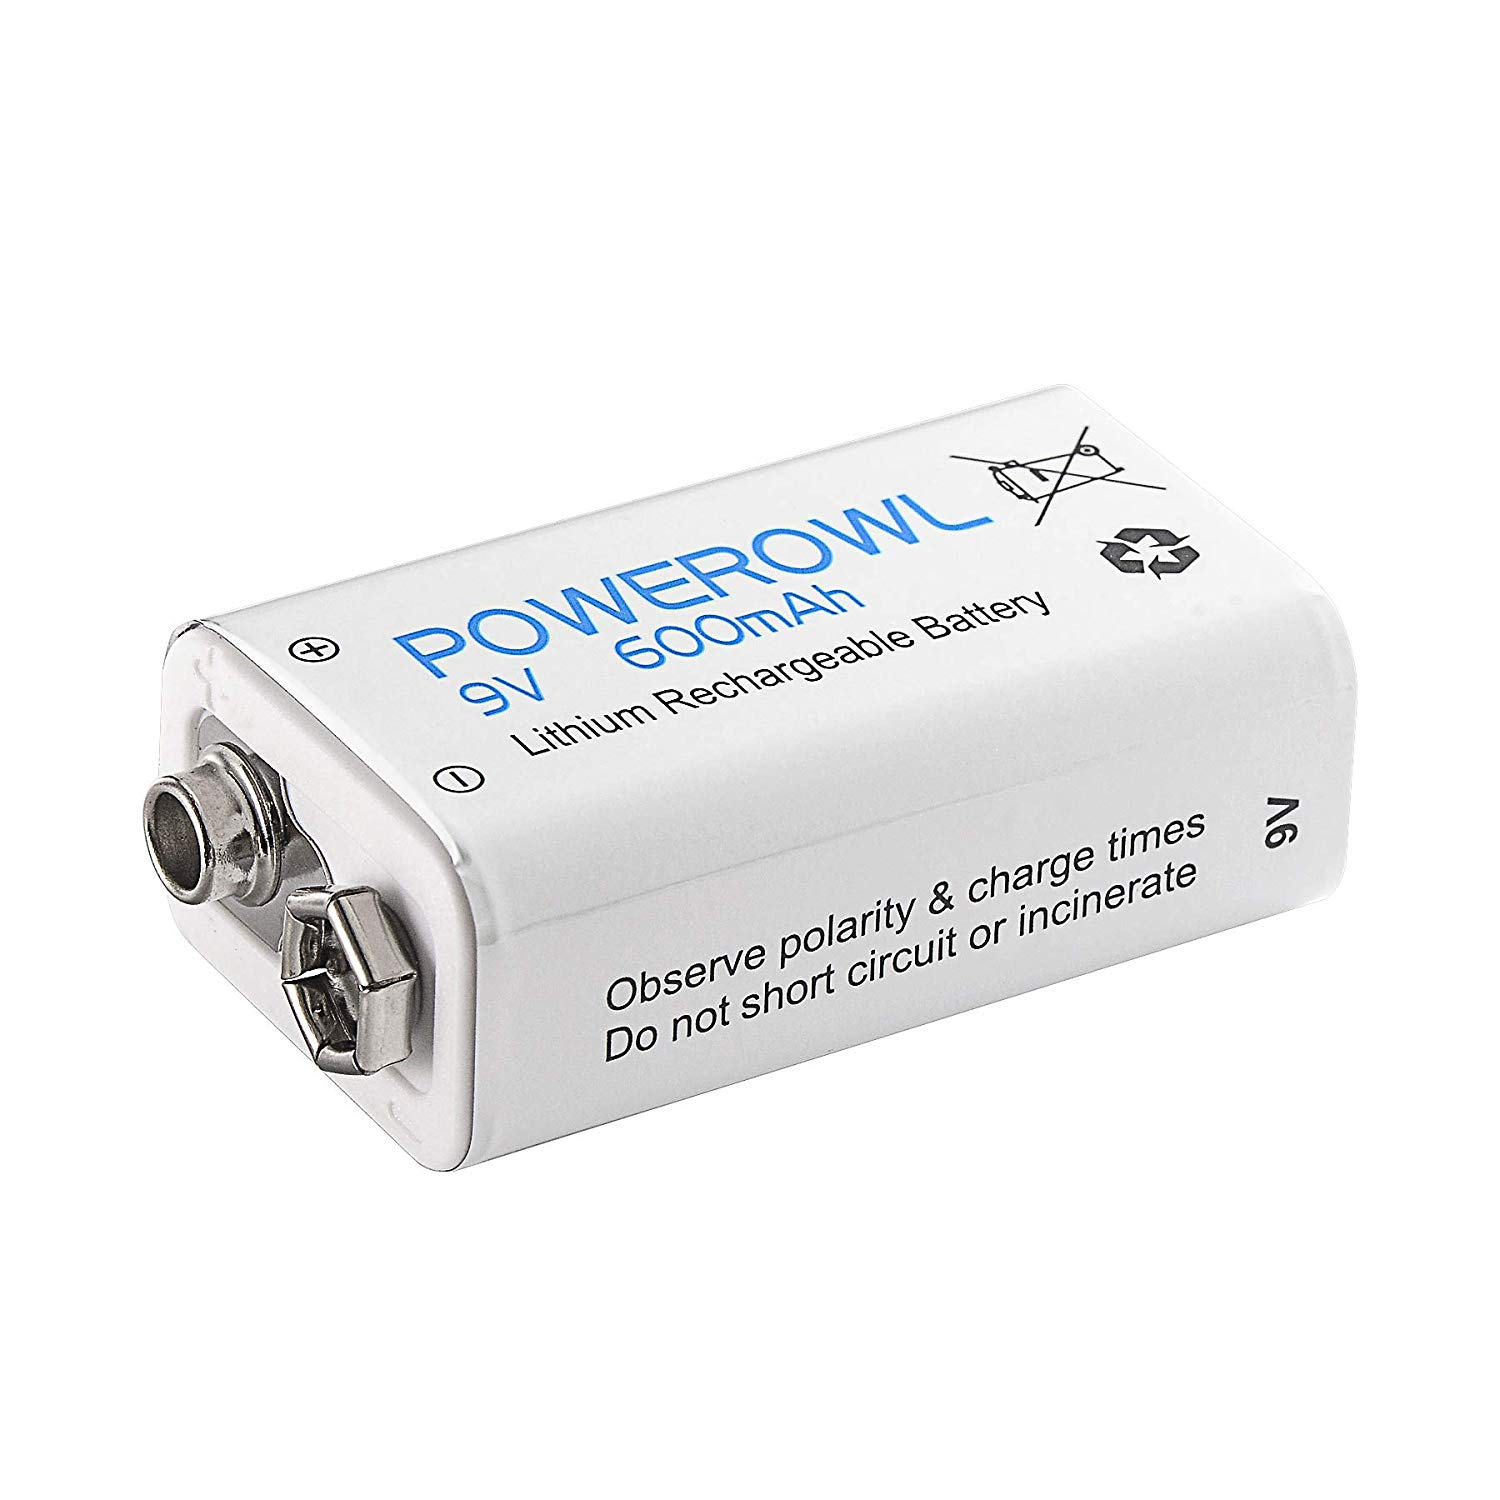 POWEROWL
9V 600mAh
Lithium Rechargeable Battery
Observe polarity & charge times
Do not short circuit or incinerate
9V